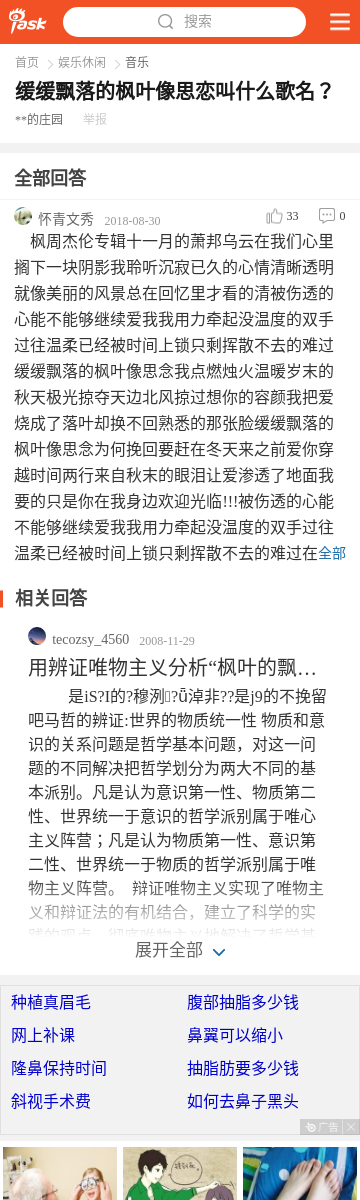 iask
搜索
首页 娱乐休闲 音乐
缓缓飘落的枫叶像思恋叫什么歌名？
**的庄园 举报
全部回答
怀青文秀 2018-08-30 33 0
枫周杰伦专辑十一月的萧邦乌云在我们心里
搁下一块阴影我聆听沉寂已久的心情清晰透明
就像美丽的风景总在回忆里才看的清被伤透的
心能不能够继续爱我我用力牵起没温度的双手
过往温柔已经被时间上锁只剩挥散不去的难过
缓缓飘落的枫叶像思念我点燃烛火温暖岁末的
秋天极光掠夺天边北风掠过想你的容颜我把爱
烧成了落叶却换不回熟悉的那张脸缓缓飘落的
枫叶像思念为何挽回要赶在冬天来之前爱你穿
越时间两行来自秋末的眼泪让爱渗透了地面我
要的只是你在我身边欢迎光临!!!被伤透的心能
不能够继续爱我我用力牵起没温度的双手过往
温柔已经被时间上锁只剩挥散不去的难过在 全部
相关回答
tecozsy_4560 2008-11-29
用辨证唯物主义分析“枫叶的飘…
是iS?I的?穆洌?ǖ淖非??是j9的不挽留
吧马哲的辨证:世界的物质统一性 物质和意
识的关系问题是哲学基本问题，对这一问
题的不同解决把哲学划分为两大不同的基
本派别。凡是认为意识第一性、物质第二
性、世界统一于意识的哲学派别属于唯心
主义阵营；凡是认为物质第一性、意识第
二性、世界统一于物质的哲学派别属于唯
物主义阵营。 辩证唯物主义实现了唯物主
义和辩证法的有机结合，建立了科学的实
践的观点，彻底唯物主义地解决了哲学基
展开全部
种植真眉毛 腹部抽脂多少钱
网上补课 鼻翼可以缩小
隆鼻保持时间 抽脂肪要多少钱
斜视手术费 如何去鼻子黑头
广告